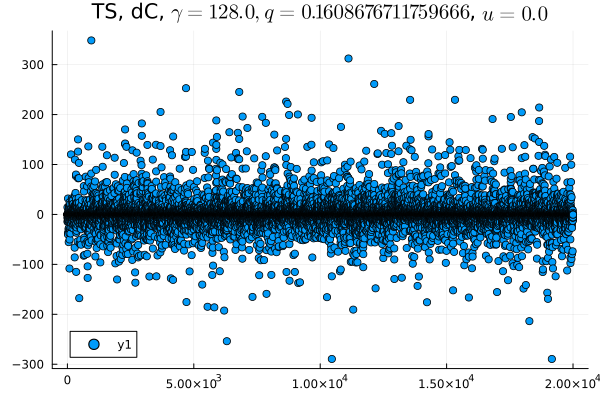 TS, dC, γ = 128.0, q = 0.1608676711759666, u = 0.0
300
200
100
0
−100
−200
−300
y1
0 5.00×10³ 1.00×10⁴ 1.50×10⁴ 2.00×10⁴